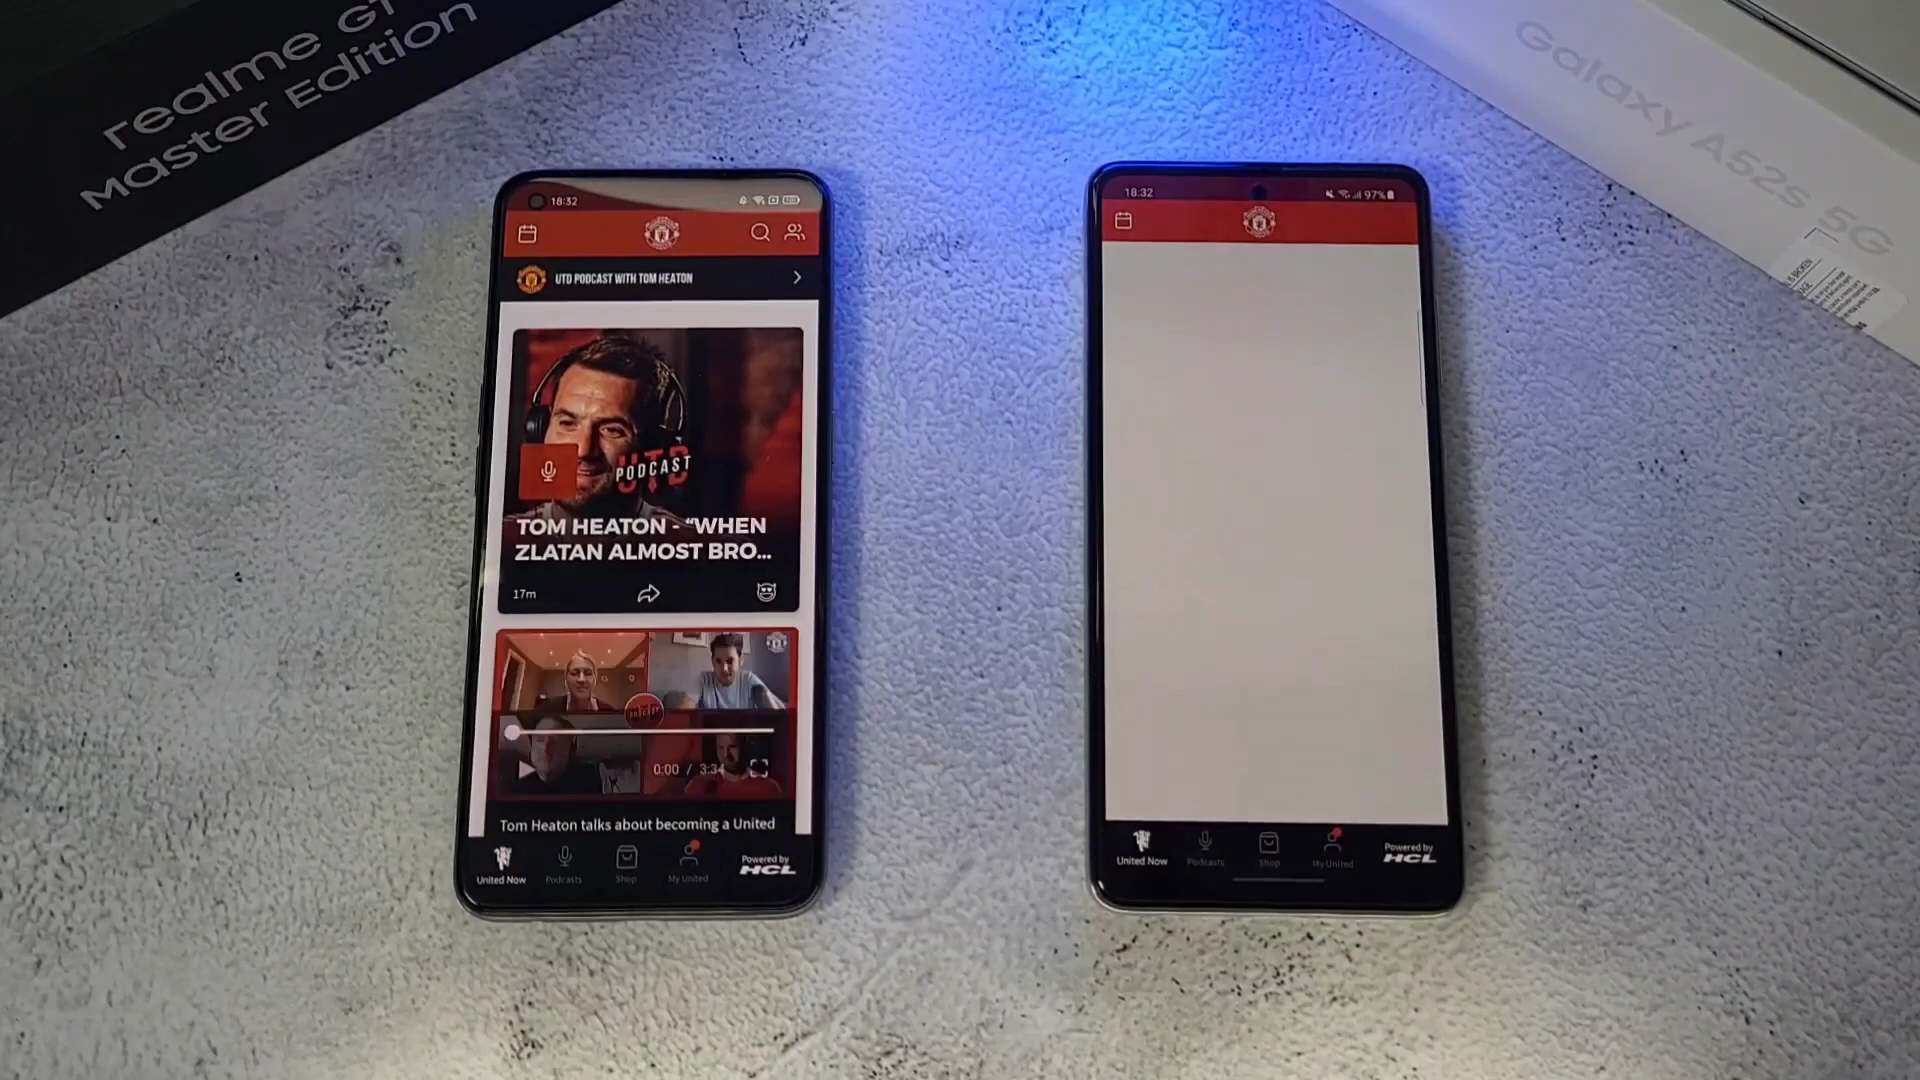 realme GT
Master Edition
Galaxy A52s 5G
18:32
UTD PODCAST WITH TOM HEATON
UTD
PODCAST
TOM HEATON - “WHEN
ZLATAN ALMOST BRO...
17m
0:00 / 3:34
Tom Heaton talks about becoming a United
United Now
Podcasts
Shop
My United
Powered by
HCL
18:32
97%
United Now
Podcasts
Shop
My United
Powered by
HCL